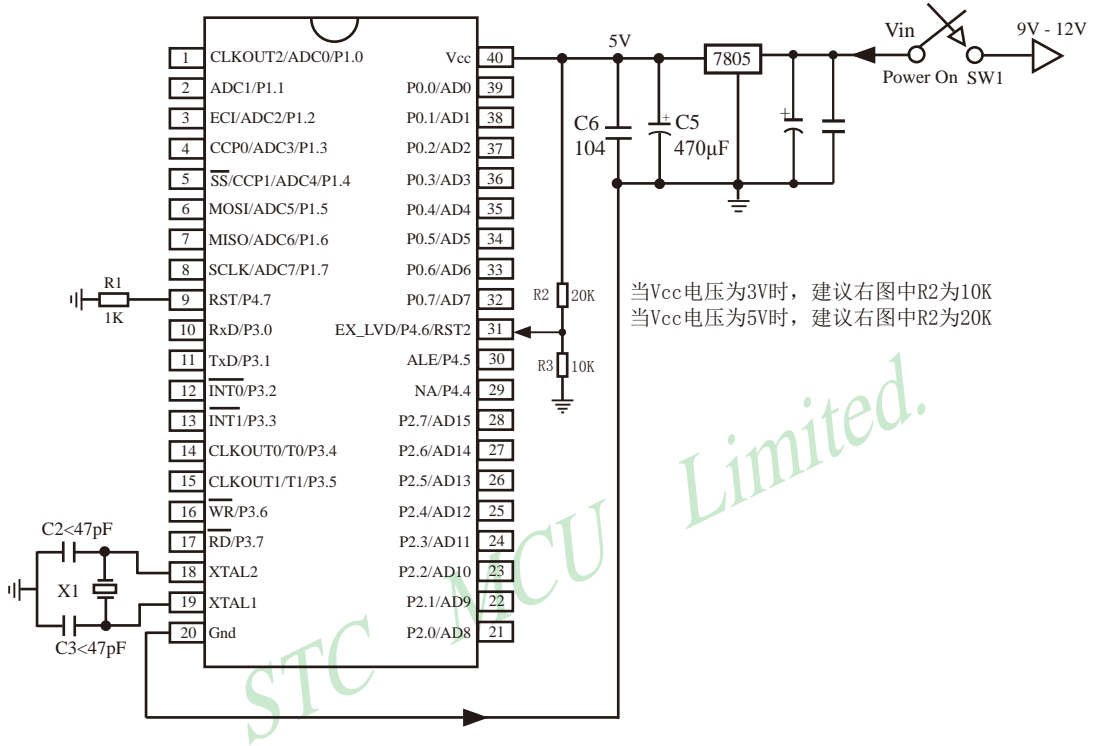 1 CLKOUT2/ADC0/P1.0
2 ADC1/P1.1
3 ECI/ADC2/P1.2
4 CCP0/ADC3/P1.3
5 SS/CCP1/ADC4/P1.4
6 MOSI/ADC5/P1.5
7 MISO/ADC6/P1.6
8 SCLK/ADC7/P1.7
9 RST/P4.7
10 RxD/P3.0
11 TxD/P3.1
12 INT0/P3.2
13 INT1/P3.3
14 CLKOUT0/T0/P3.4
15 CLKOUT1/T1/P3.5
16 WR/P3.6
17 RD/P3.7
18 XTAL2
19 XTAL1
20 Gnd
Vcc 40
P0.0/AD0 39
P0.1/AD1 38
P0.2/AD2 37
P0.3/AD3 36
P0.4/AD4 35
P0.5/AD5 34
P0.6/AD6 33
P0.7/AD7 32
EX_LVD/P4.6/RST2 31
ALE/P4.5 30
NA/P4.4 29
P2.7/AD15 28
P2.6/AD14 27
P2.5/AD13 26
P2.4/AD12 25
P2.3/AD11 24
P2.2/AD10 23
P2.1/AD9 22
P2.0/AD8 21
R1
1K
C2<47pF
X1
C3<47pF
5V
7805
Vin
9V - 12V
Power On SW1
C6
104
+
C5
470μF
+
R2 20K
R3 10K
当Vcc电压为3V时，建议右图中R2为10K
当Vcc电压为5V时，建议右图中R2为20K
STC MCU Limited.